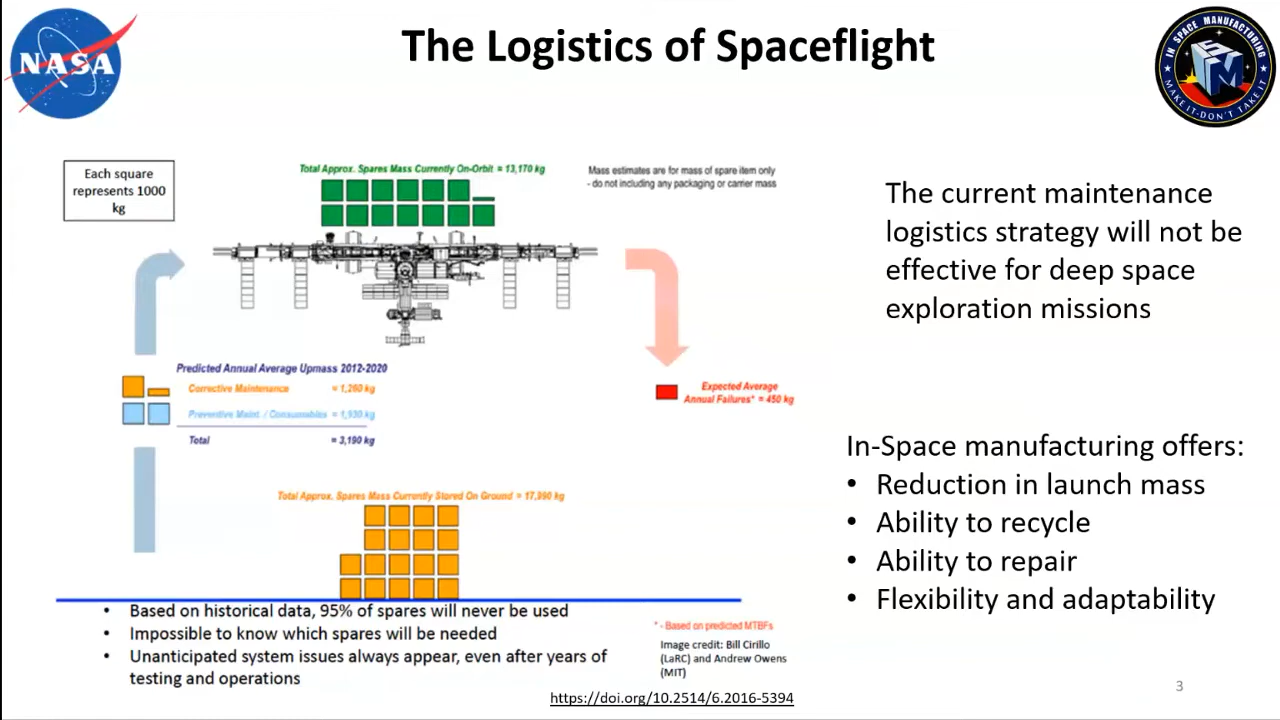 The Logistics of Spaceflight
NASA
IN SPACE MANUFACTURING
ISM
MAKE IT-DON'T TAKE IT
Each square
represents 1000
kg
Total Approx. Spares Mass Currently On-Orbit = 13,170 kg
Mass estimates are for mass of spare item only
- do not including any packaging or carrier mass
Predicted Annual Average Upmass 2012-2020
Corrective Maintenance ≈ 1,260 kg
Preventive Maint. / Consumables = 1,930 kg
Total = 3,190 kg
Expected Average
Annual Failures* = 450 kg
Total Approx. Spares Mass Currently Stored On Ground = 17,990 kg
• Based on historical data, 95% of spares will never be used
• Impossible to know which spares will be needed
• Unanticipated system issues always appear, even after years of
testing and operations
* - Based on predicted MTBFs
Image credit: Bill Cirillo
(LaRC) and Andrew Owens
(MIT)
https://doi.org/10.2514/6.2016-5394
The current maintenance
logistics strategy will not be
effective for deep space
exploration missions
In-Space manufacturing offers:
• Reduction in launch mass
• Ability to recycle
• Ability to repair
• Flexibility and adaptability
3